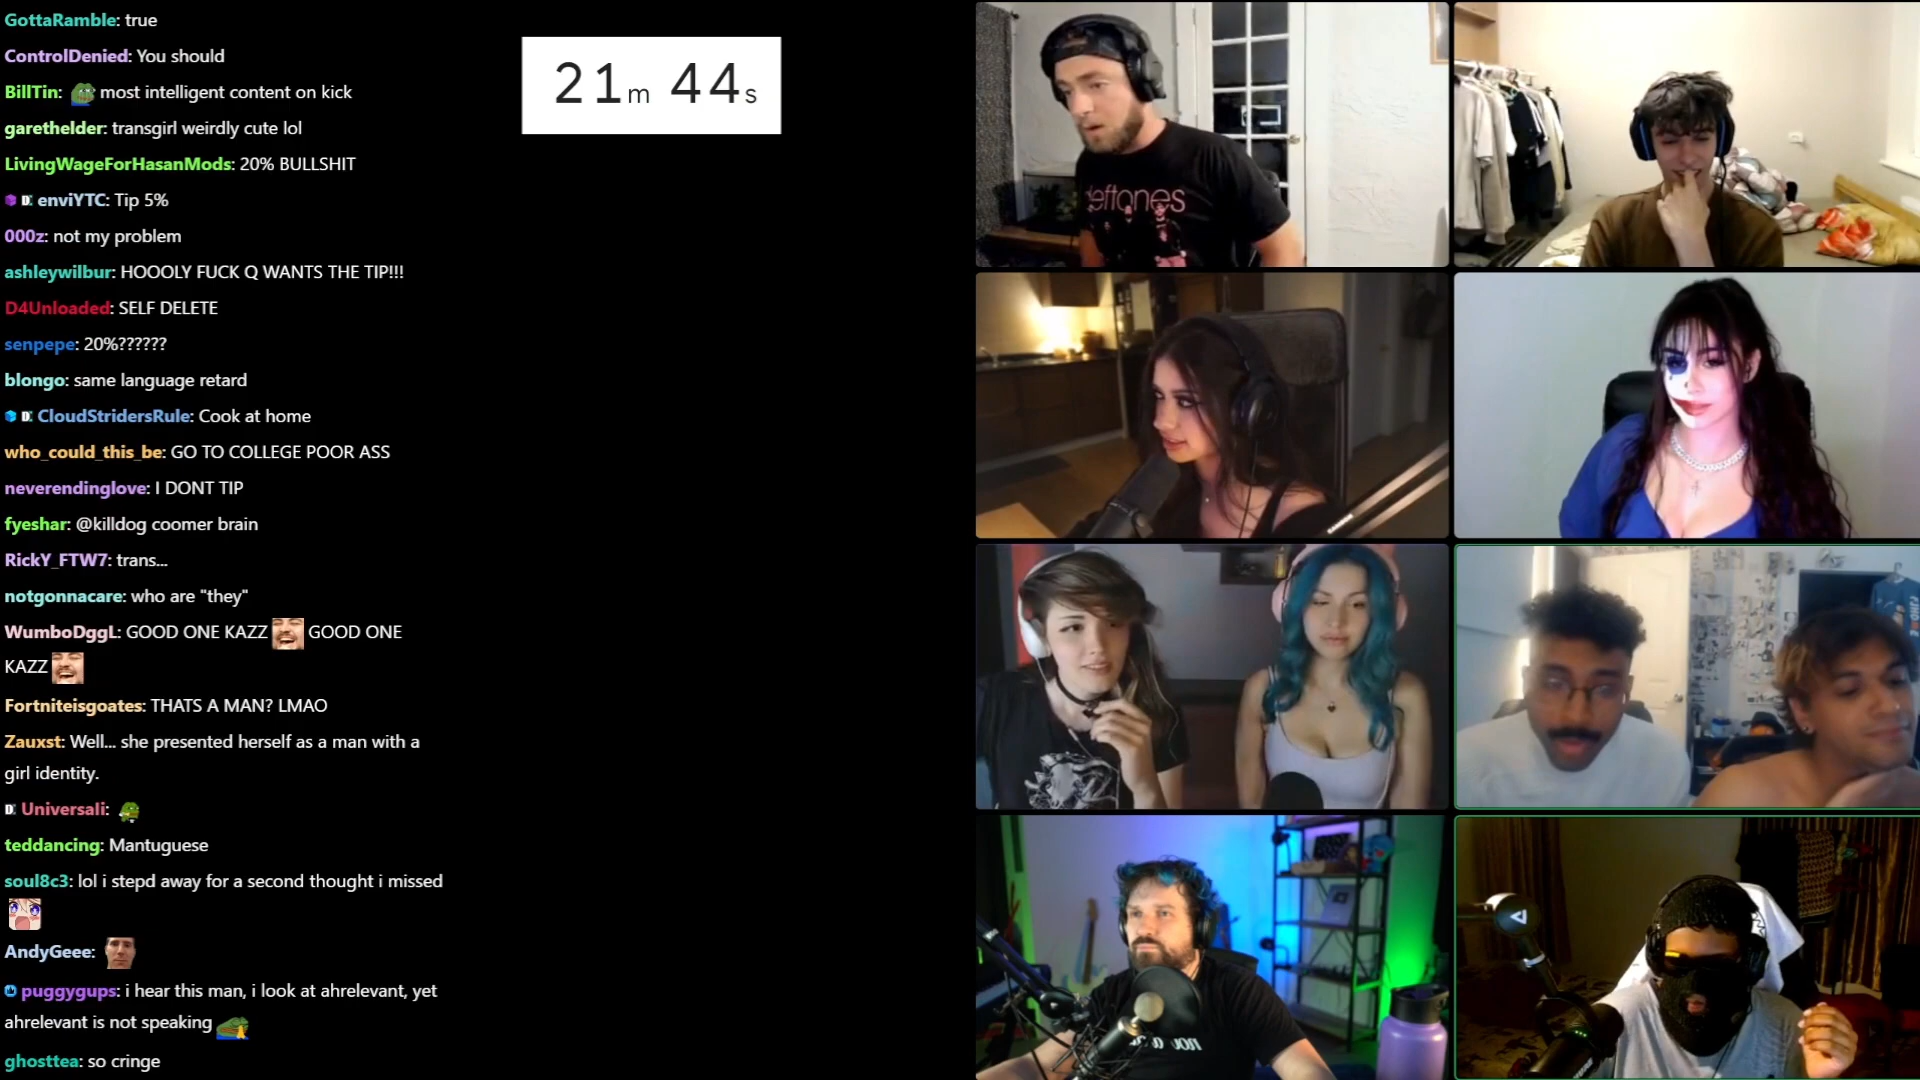 GottaRamble: true
ControlDenied: You should
BillTin: most intelligent content on kick
garethelder: transgirl weirdly cute lol
LivingWageForHasanMods: 20% BULLSHIT
enviYTC: Tip 5%
000z: not my problem
ashleywilbur: HOOOLY FUCK Q WANTS THE TIP!!!
D4Unloaded: SELF DELETE
senpepe: 20%??????
blongo: same language retard
CloudStridersRule: Cook at home
who_could_this_be: GO TO COLLEGE POOR ASS
neverendinglove: I DONT TIP
fyeshar: @killdog coomer brain
RickY_FTW7: trans...
notgonnacare: who are "they"
WumboDggL: GOOD ONE KAZZ GOOD ONE
KAZZ
Fortniteisgoates: THATS A MAN? LMAO
Zauxst: Well... she presented herself as a man with a
girl identity.
Universali:
teddancing: Mantuguese
soul8c3: lol i stepd away for a second thought i missed
AndyGeee:
puggygups: i hear this man, i look at ahrelevant, yet
ahrelevant is not speaking
ghosttea: so cringe
21m 44s
deftones